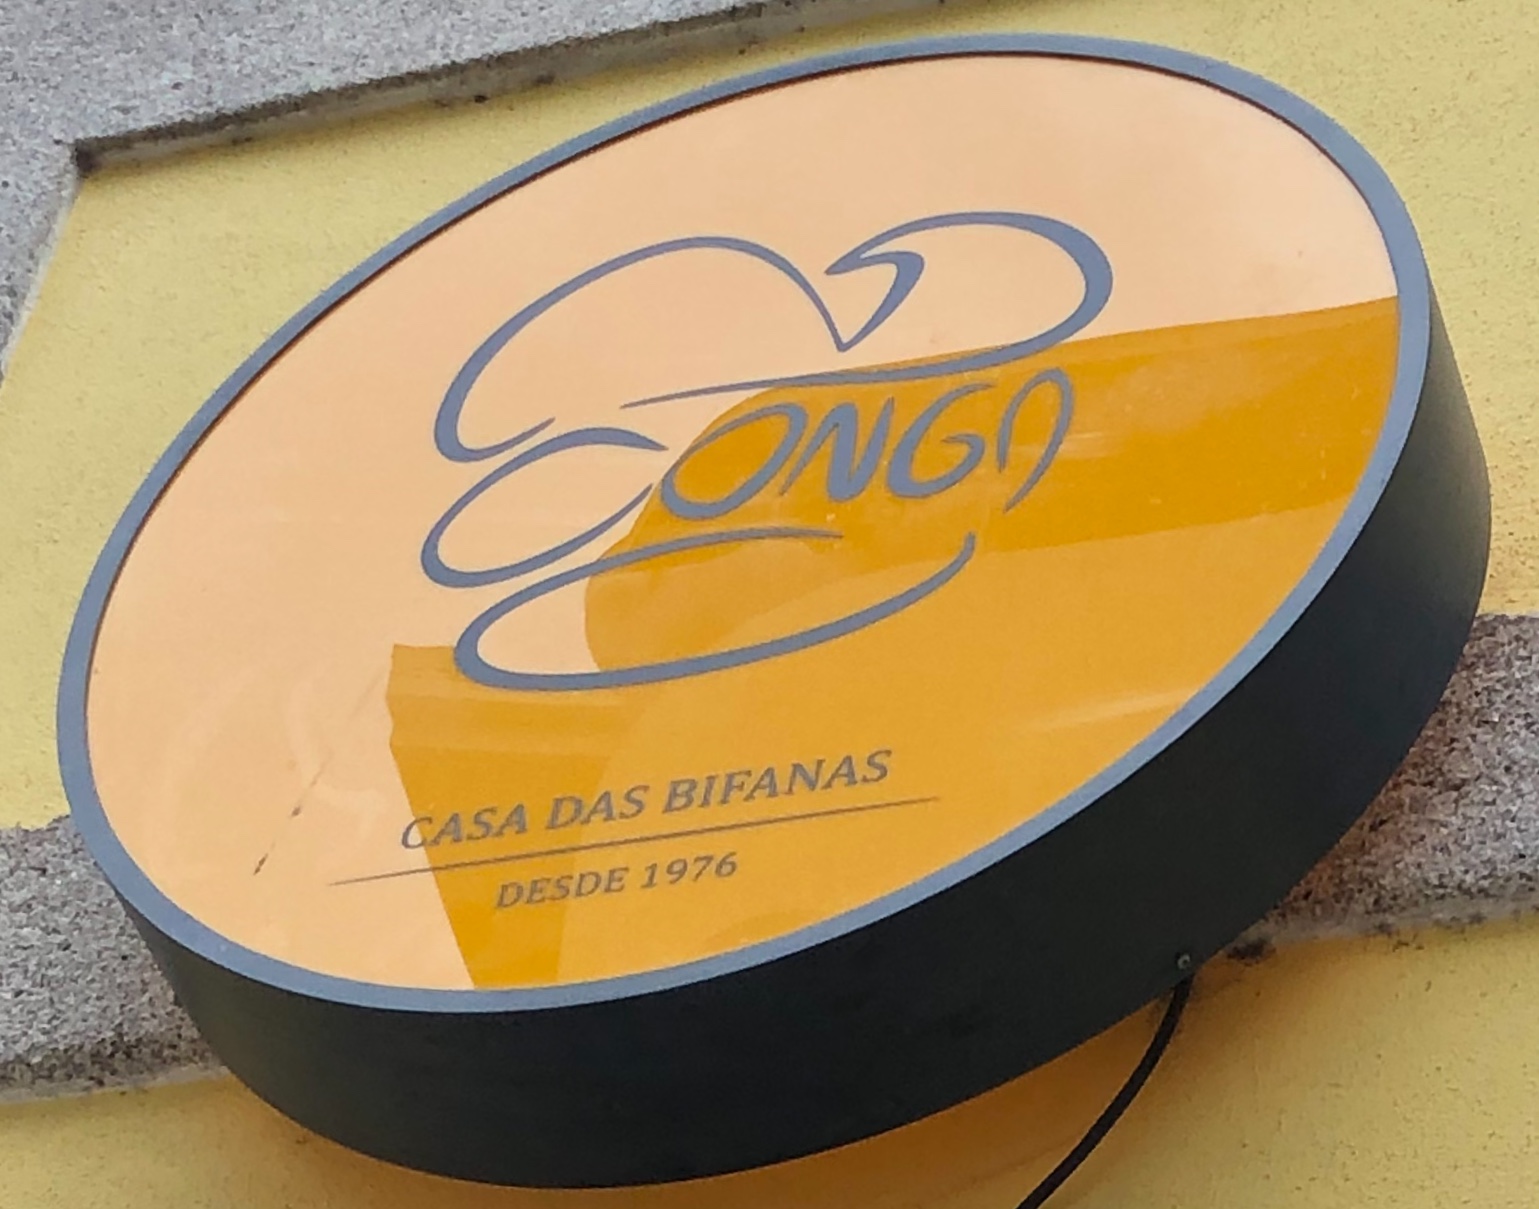 CONGA
CASA DAS BIFANAS
DESDE 1976